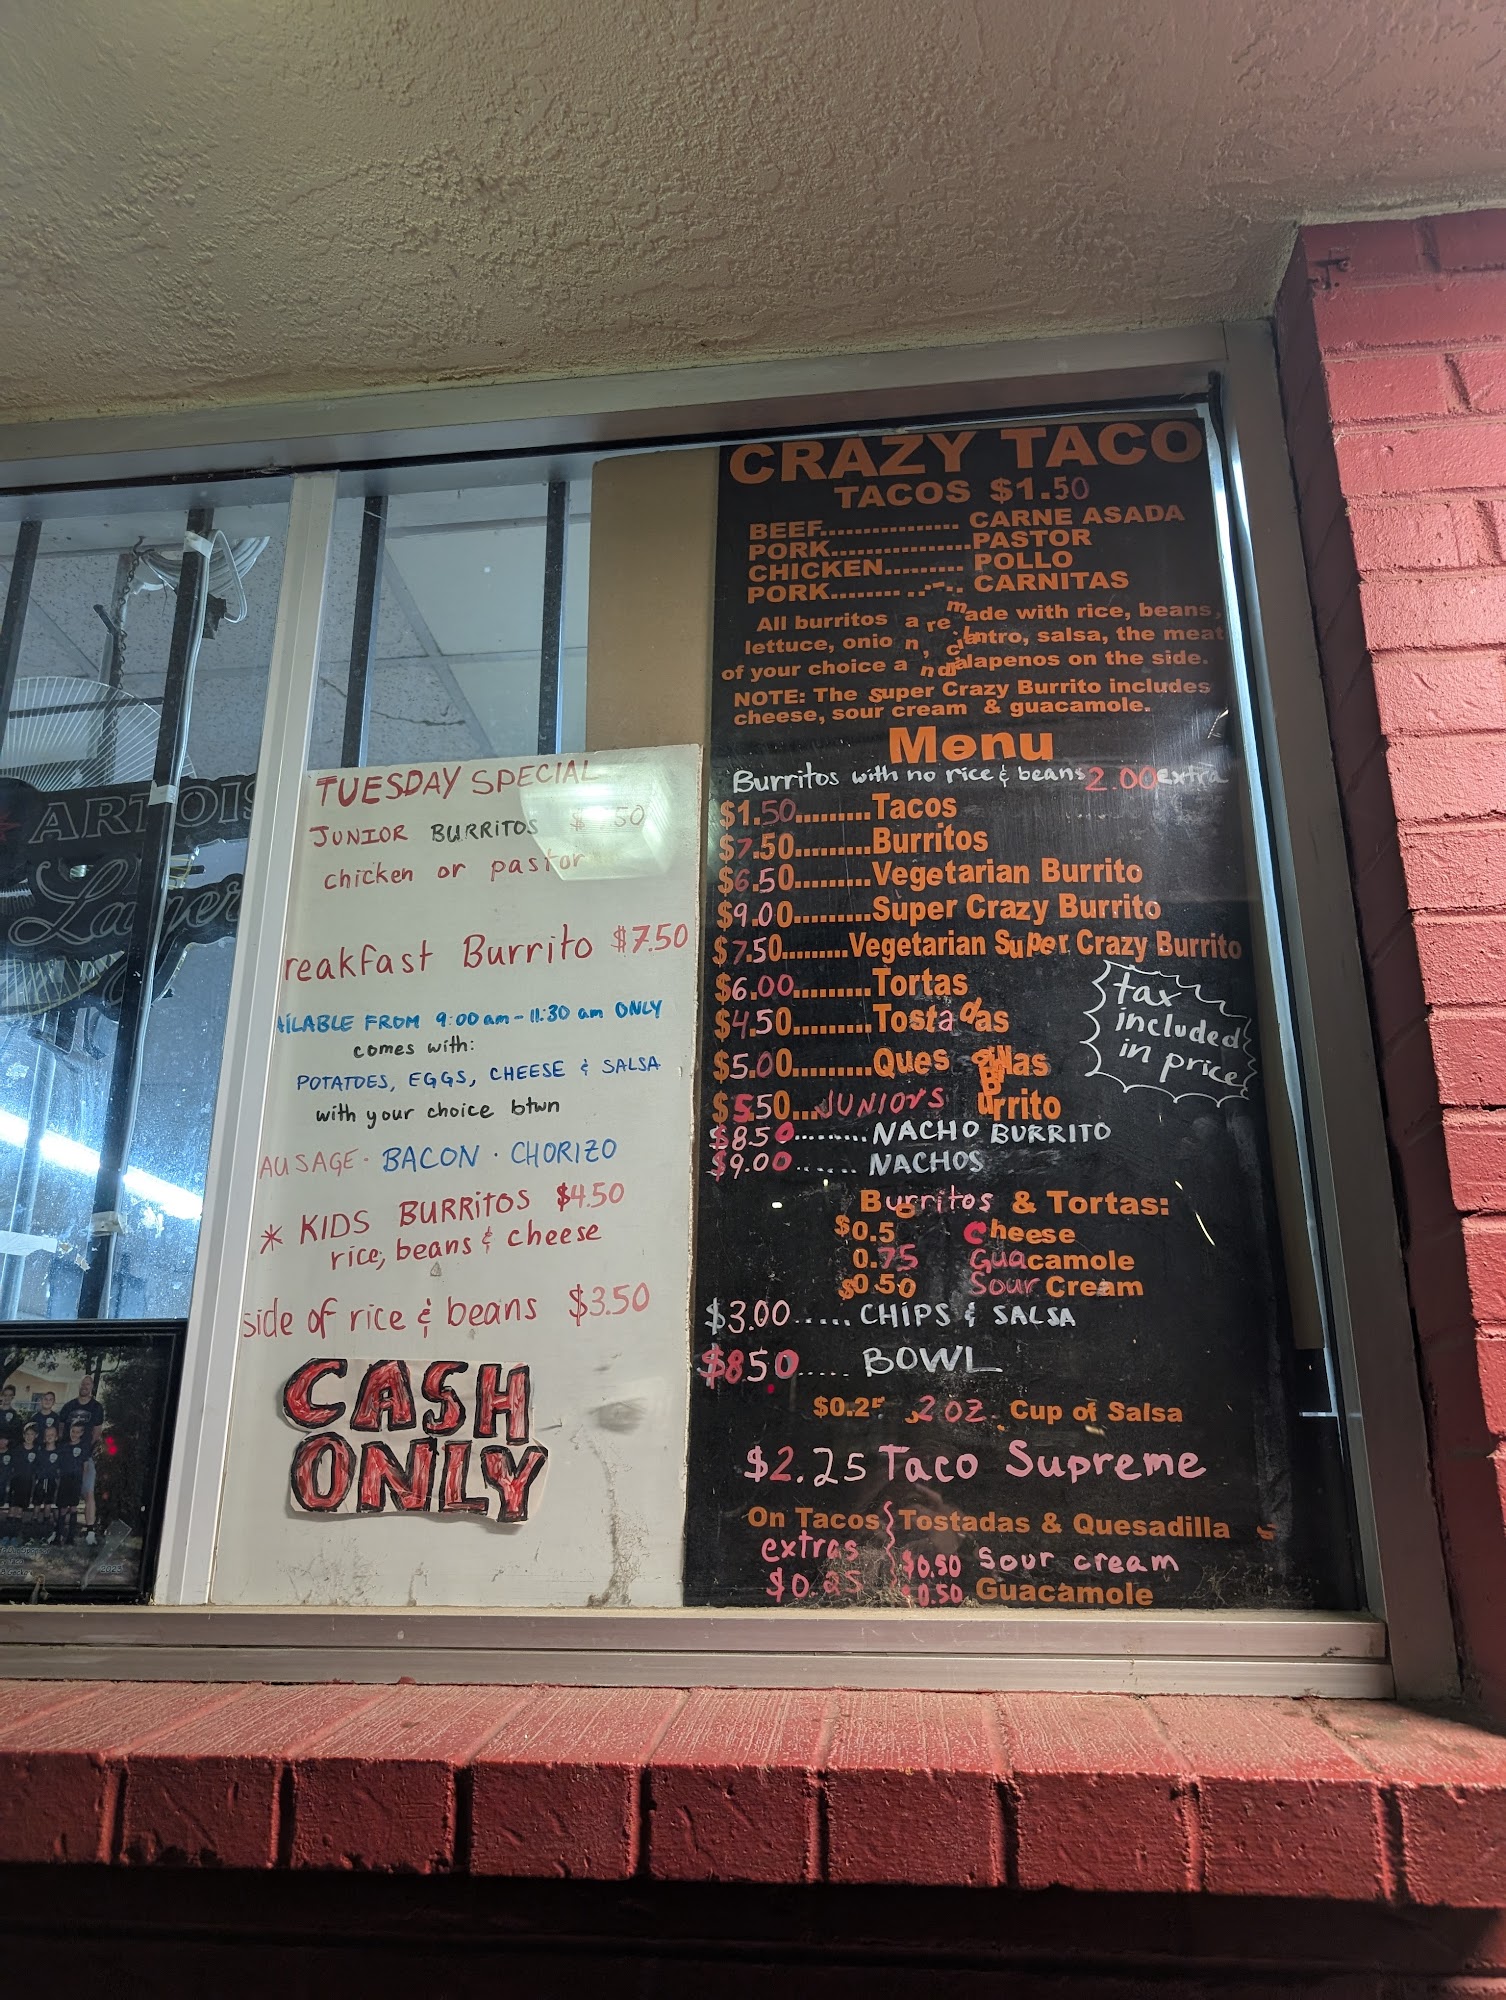 ARTOIS
Lager
TUESDAY SPECIAL
JUNIOR BURRITOS $ 50
chicken or pastor
reakfast Burrito $7.50
AILABLE FROM 9:00 am - 11:30 am ONLY
comes with:
POTATOES, EGGS, CHEESE & SALSA
with your choice btwn
AUSAGE · BACON · CHORIZO
* KIDS BURRITOS $4.50
rice, beans & cheese
side of rice & beans $3.50
CASH
ONLY
2023
CRAZY TACO
TACOS $1.50
BEEF................ CARNE ASADA
PORK.................PASTOR
CHICKEN......... POLLO
PORK............. CARNITAS
All burritos are made with rice, beans,
lettuce, onion, cilantro, salsa, the meat
of your choice and jalapenos on the side.
NOTE: The super Crazy Burrito includes
cheese, sour cream & guacamole.
Menu
Burritos with no rice & beans 2.00 extra
$1.50.........Tacos
$7.50.........Burritos
$6.50.........Vegetarian Burrito
$9.00.........Super Crazy Burrito
$7.50.......Vegetarian Super Crazy Burrito
$6.00.........Tortas
$4.50.........Tostadas
$5.00.........Quesadillas
$5.50...JUNIORS Burrito
$8.50.........NACHO BURRITO
$9.00...... NACHOS
tax
included
in price
Burritos & Tortas:
$0.5 Cheese
0.75 Guacamole
$0.50 Sour Cream
$3.00..... CHIPS & SALSA
$8.50..... BOWL
$0.25 2 oz. Cup of Salsa
$2.25 Taco Supreme
On Tacos Tostadas & Quesadilla
extras $0.50 Sour cream
$0.25 0.50 Guacamole